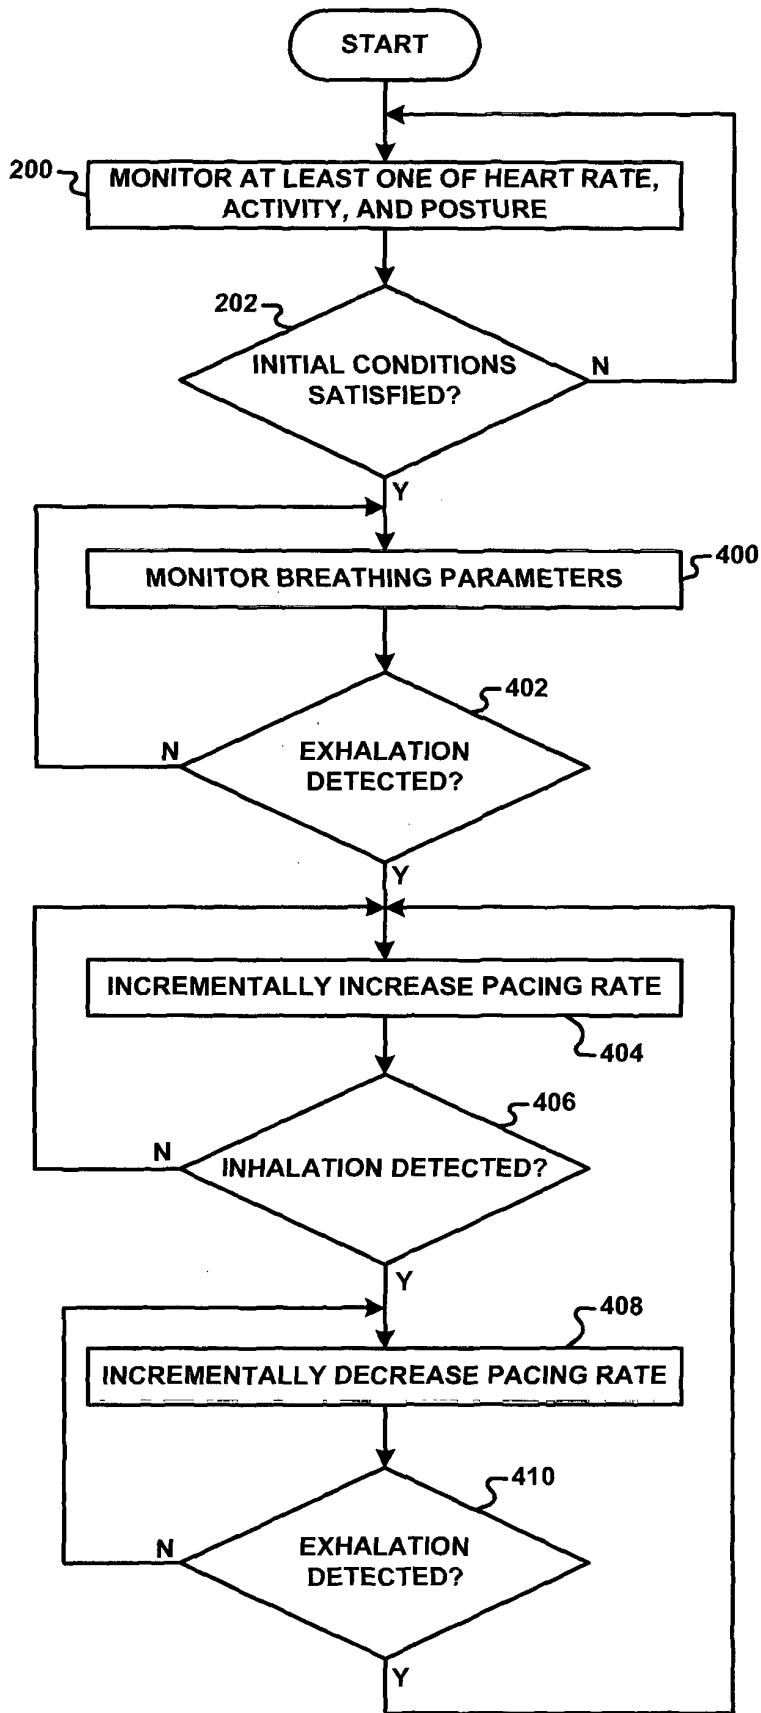 START
200
MONITOR AT LEAST ONE OF HEART RATE,
ACTIVITY, AND POSTURE
202
INITIAL CONDITIONS
SATISFIED?
N
Y
MONITOR BREATHING PARAMETERS
400
402
EXHALATION
DETECTED?
N
Y
INCREMENTALLY INCREASE PACING RATE
404
406
INHALATION DETECTED?
N
Y
408
INCREMENTALLY DECREASE PACING RATE
410
EXHALATION
DETECTED?
N
Y